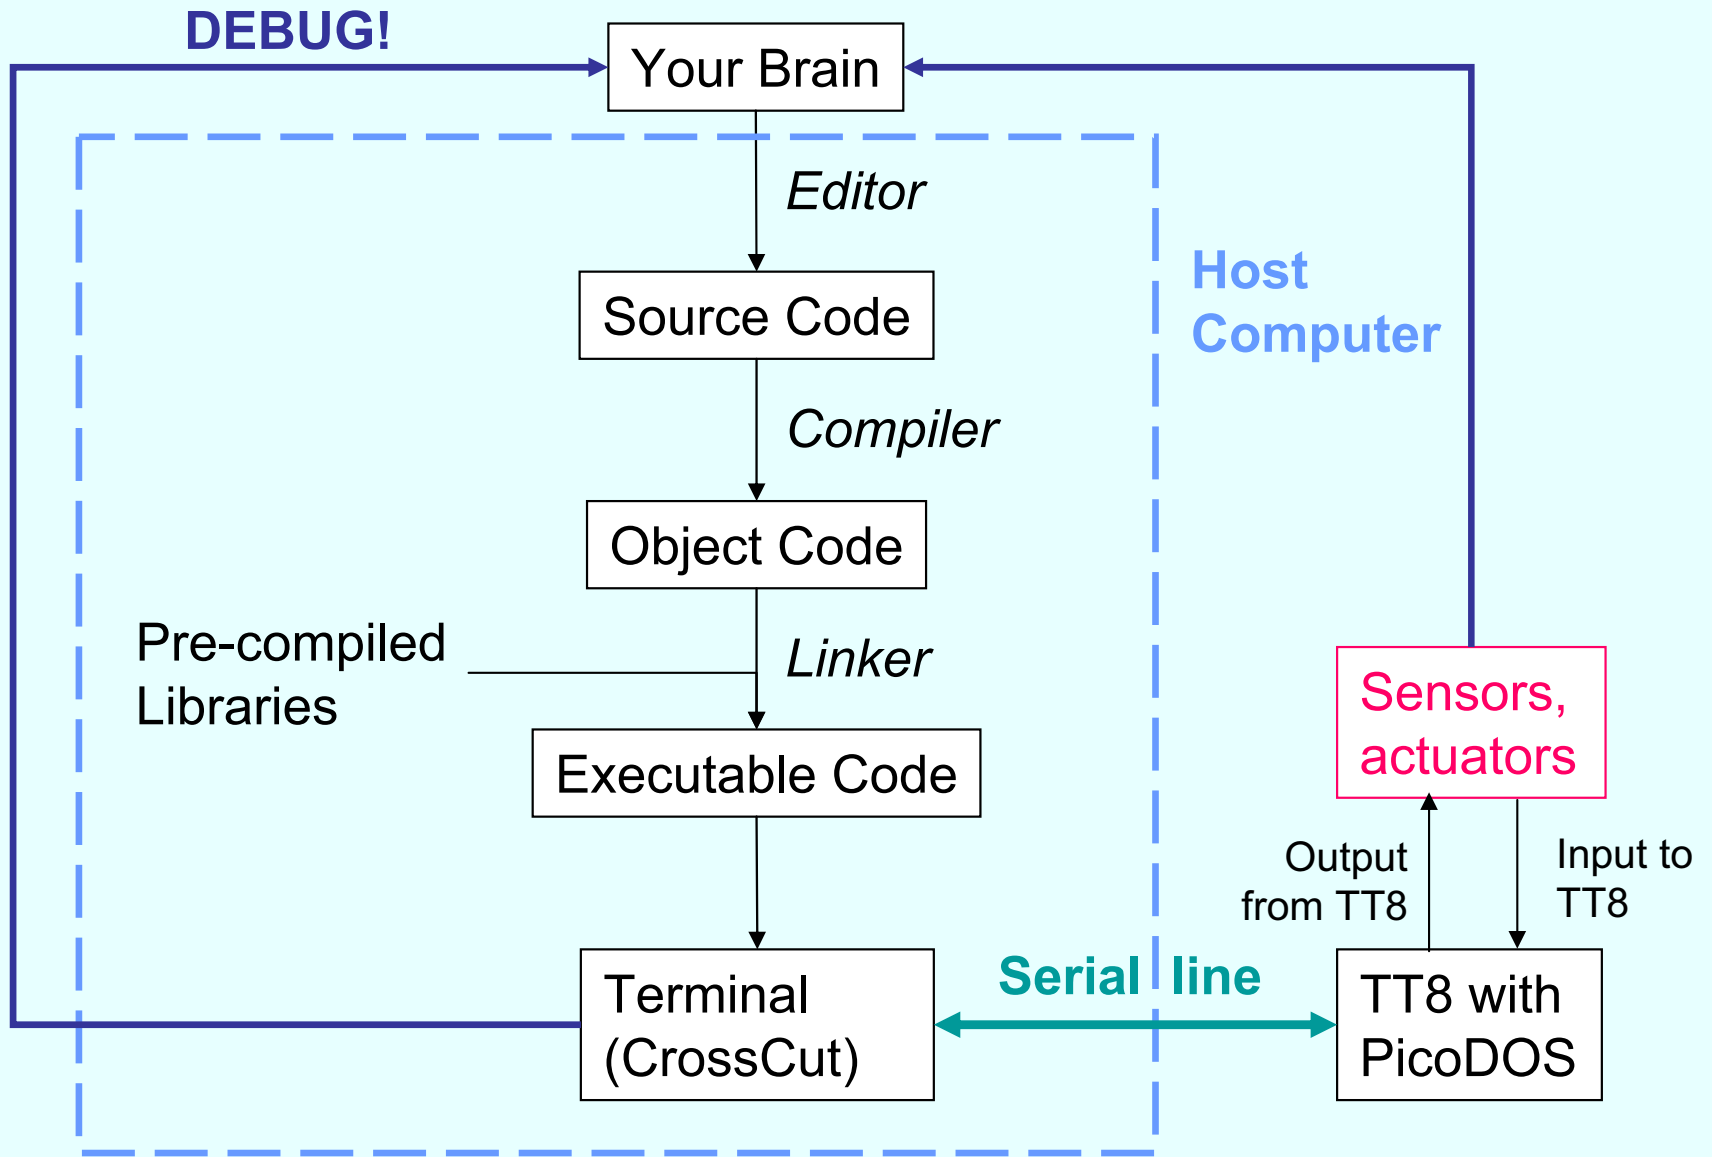 DEBUG!
Your Brain
Editor
Host
Computer
Source Code
Compiler
Object Code
Pre-compiled
Libraries
Linker
Sensors,
actuators
Executable Code
Output
from TT8
Input to
TT8
Serial line
Terminal
(CrossCut)
TT8 with
PicoDOS